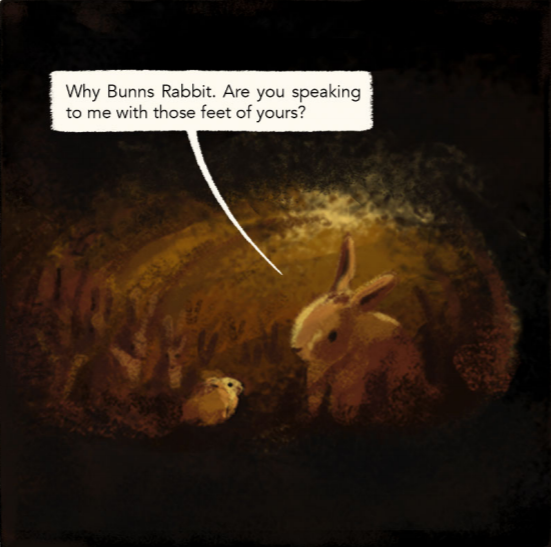 Why Bunns Rabbit. Are you speaking
to me with those feet of yours?